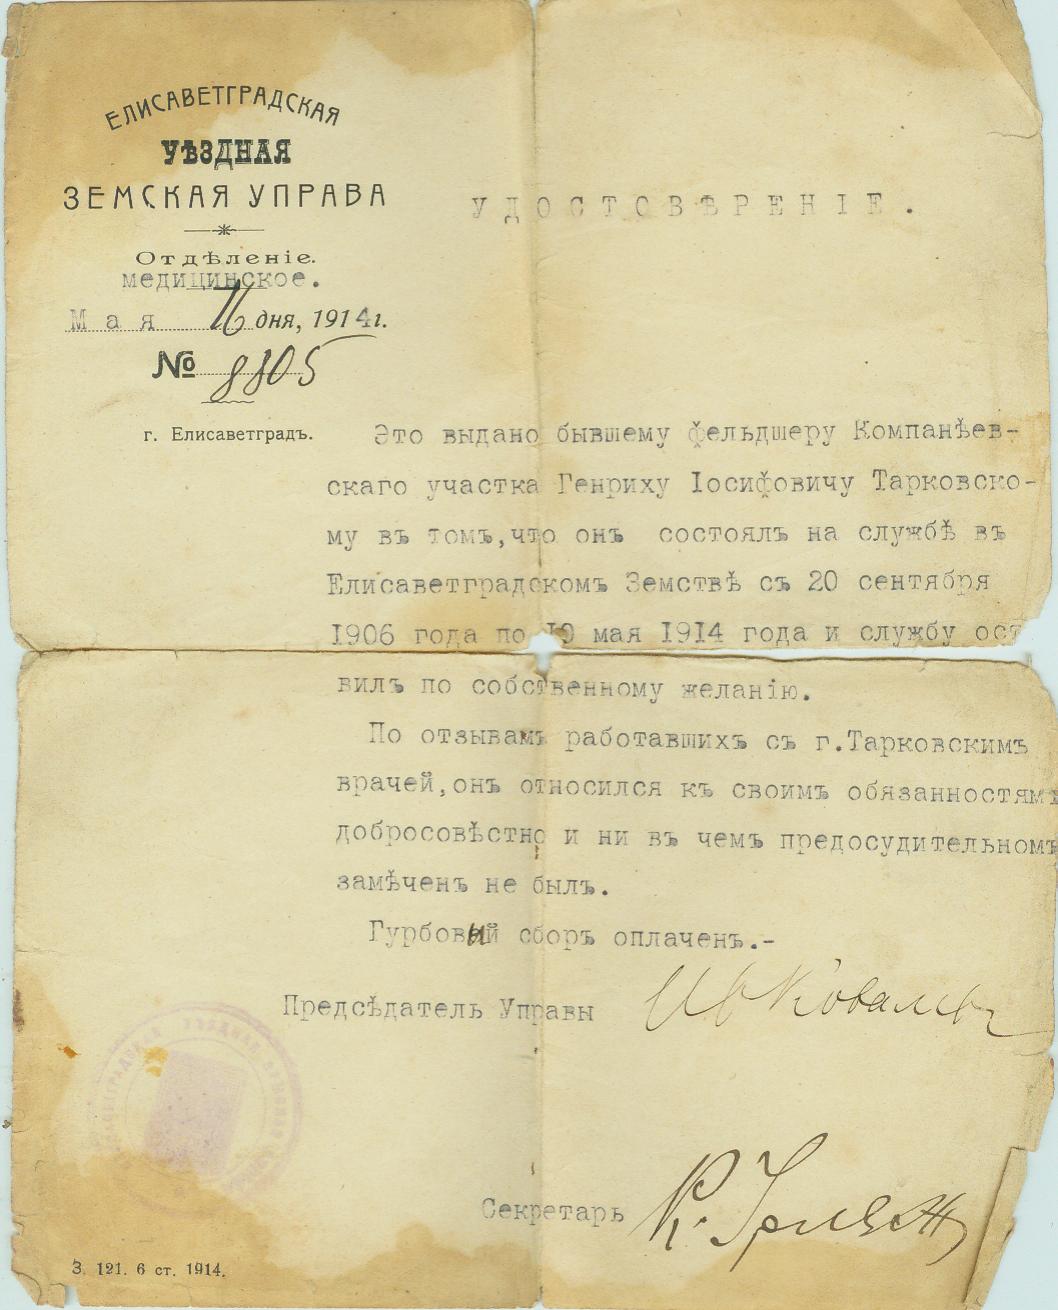 ЕЛИСАВЕТГРАДСКАЯ
УѢЗДНАЯ
ЗЕМСКАЯ УПРАВА
Отдѣленіе.
медицинское.
Мая 16 дня, 1914 г.
№ 8805
г. Елисаветградъ.
УДОСТОВѢРЕНІЕ.
Это выдано бывшему фельдшеру Компанѣев-
скаго участка Генриху Іосифовичу Тарковско-
му въ томъ,что онъ состоялъ на службѣ въ
Елисаветградскомъ Земствѣ съ 20 сентября
1906 года по 10 мая 1914 года и службу ост
вилъ по собственному желанію.
По отзывамъ работавшихъ съ г.Тарковскимъ
врачей,онъ относился къ своимъ обязанностямъ
добросовѣстно и ни въ чемъ предосудительномъ
замѣченъ не былъ.
Гурбовый сборъ оплаченъ.-
Предсѣдатель Управы
Секретарь
УѢЗДНАЯ
З. 121. 6 ст. 1914.